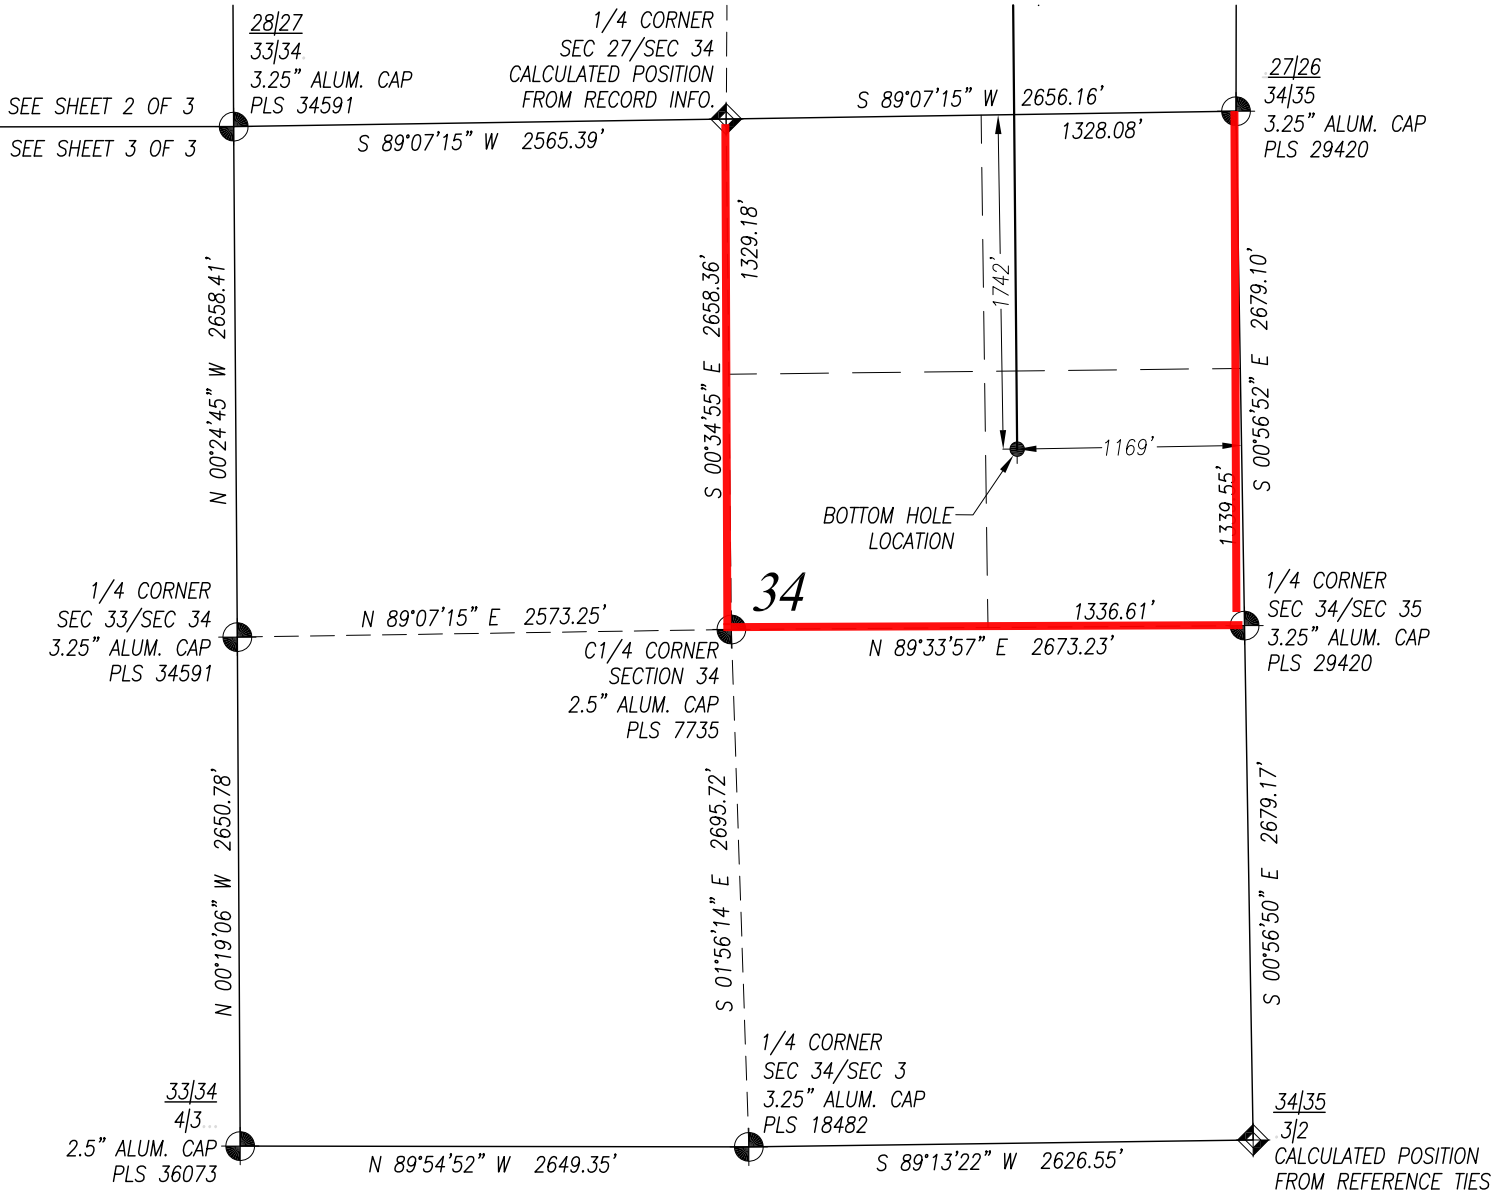 28|27
33|34
3.25" ALUM. CAP
PLS 34591
1/4 CORNER
SEC 27/SEC 34
CALCULATED POSITION
FROM RECORD INFO.
27|26
34|35
3.25" ALUM. CAP
PLS 29420
SEE SHEET 2 OF 3
SEE SHEET 3 OF 3
S 89°07'15" W 2565.39'
S 89°07'15" W 2656.16'
1328.08'
N 00°24'45" W 2658.41'
S 00°34'55" E 2658.36'
1329.18'
1742'
1169'
S 00°56'52" E 2679.10'
1339.55'
BOTTOM HOLE
LOCATION
34
1/4 CORNER
SEC 33/SEC 34
3.25" ALUM. CAP
PLS 34591
N 89°07'15" E 2573.25'
C1/4 CORNER
SECTION 34
2.5" ALUM. CAP
PLS 7735
1336.61'
N 89°33'57" E 2673.23'
1/4 CORNER
SEC 34/SEC 35
3.25" ALUM. CAP
PLS 29420
N 00°19'06" W 2650.78'
S 01°56'14" E 2695.72'
S 00°56'50" E 2679.17'
33|34
4|3
2.5" ALUM. CAP
PLS 36073
1/4 CORNER
SEC 34/SEC 3
3.25" ALUM. CAP
PLS 18482
34|35
3|2
CALCULATED POSITION
FROM REFERENCE TIES
N 89°54'52" W 2649.35'
S 89°13'22" W 2626.55'